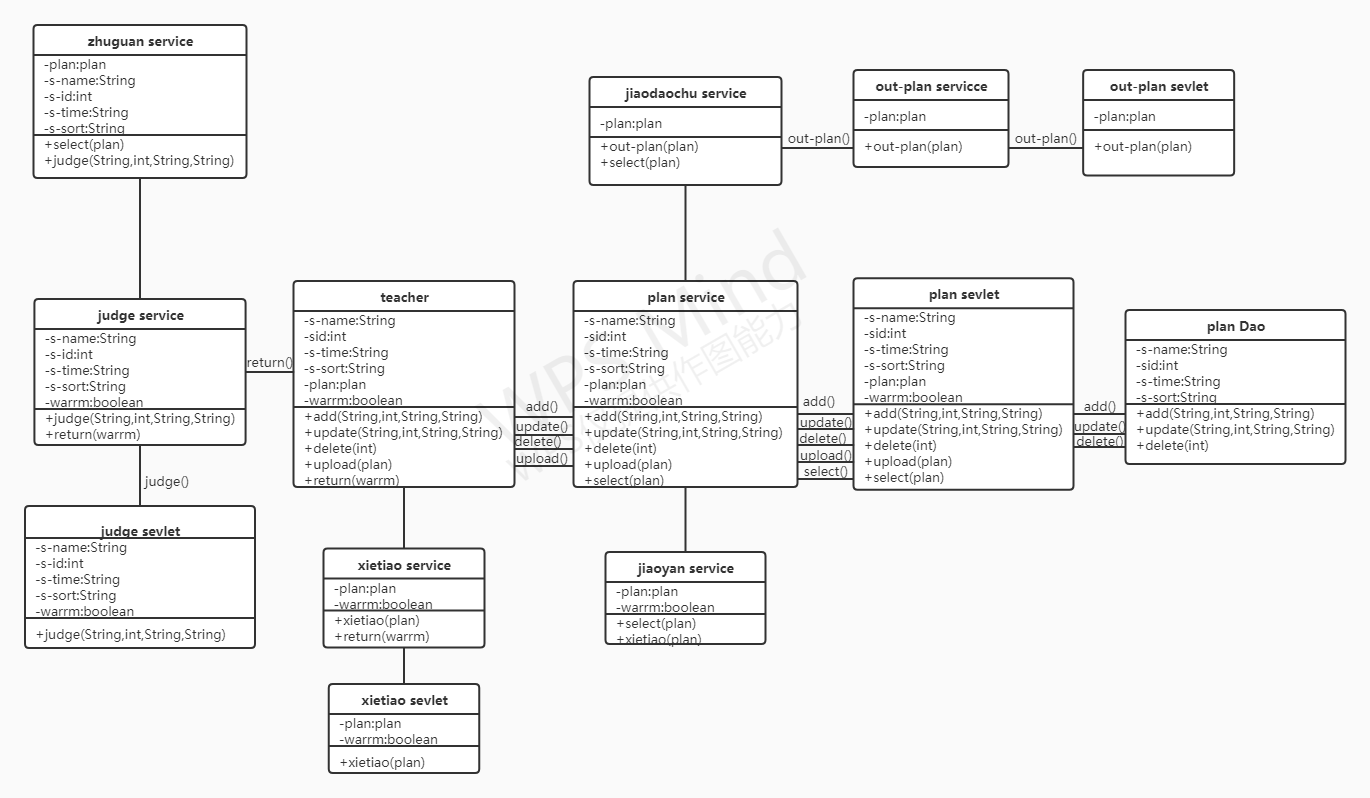 zhuguan service
-plan:plan
-s-name:String
-s-id:int
-s-time:String
-s-sort:String
+select(plan)
+judge(String,int,String,String)
jiaodaochu service
-plan:plan
+out-plan(plan)
+select(plan)
out-plan()
out-plan servicce
-plan:plan
+out-plan(plan)
out-plan()
out-plan sevlet
-plan:plan
+out-plan(plan)
judge service
-s-name:String
-s-id:int
-s-time:String
-s-sort:String
-warrm:boolean
+judge(String,int,String,String)
+return(warrm)
return()
teacher
-s-name:String
-sid:int
-s-time:String
-s-sort:String
-plan:plan
-warrm:boolean
+add(String,int,String,String)
+update(String,int,String,String)
+delete(int)
+upload(plan)
+return(warrm)
add()
update()
delete()
upload()
plan service
-s-name:String
-sid:int
-s-time:String
-s-sort:String
-plan:plan
-warrm:boolean
+add(String,int,String,String)
+update(String,int,String,String)
+delete(int)
+upload(plan)
+select(plan)
add()
update()
delete()
upload()
select()
plan sevlet
-s-name:String
-sid:int
-s-time:String
-s-sort:String
-plan:plan
-warrm:boolean
+add(String,int,String,String)
+update(String,int,String,String)
+delete(int)
+upload(plan)
+select(plan)
add()
update()
delete()
plan Dao
-s-name:String
-sid:int
-s-time:String
-s-sort:String
+add(String,int,String,String)
+update(String,int,String,String)
+delete(int)
judge()
judge sevlet
-s-name:String
-s-id:int
-s-time:String
-s-sort:String
-warrm:boolean
+judge(String,int,String,String)
xietiao service
-plan:plan
-warrm:boolean
+xietiao(plan)
+return(warrm)
jiaoyan service
-plan:plan
-warrm:boolean
+select(plan)
+xietiao(plan)
xietiao sevlet
-plan:plan
-warrm:boolean
+xietiao(plan)
WPS Mind